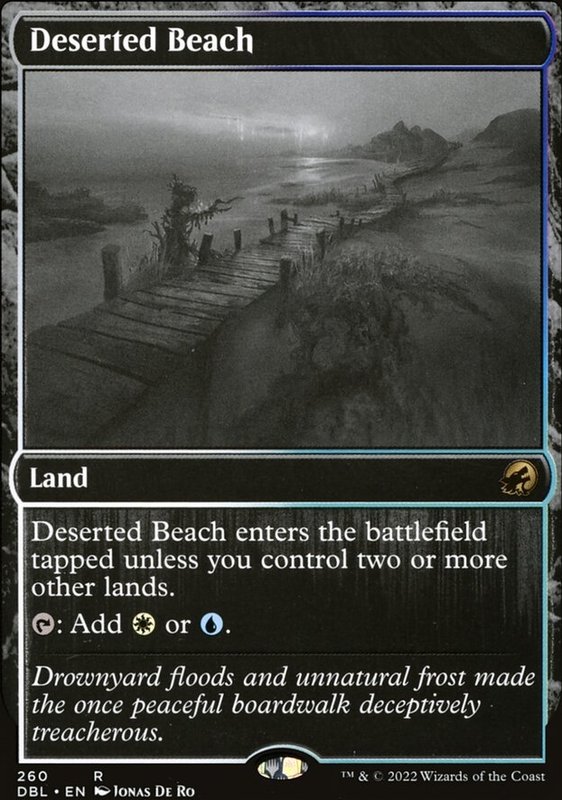 Deserted Beach
Land
Deserted Beach enters the battlefield
tapped unless you control two or more
other lands.
: Add or .
Drownyard floods and unnatural frost made
the once peaceful boardwalk deceptively
treacherous.
260 R
DBL • EN Jonas De Ro
™ & © 2022 Wizards of the Coast